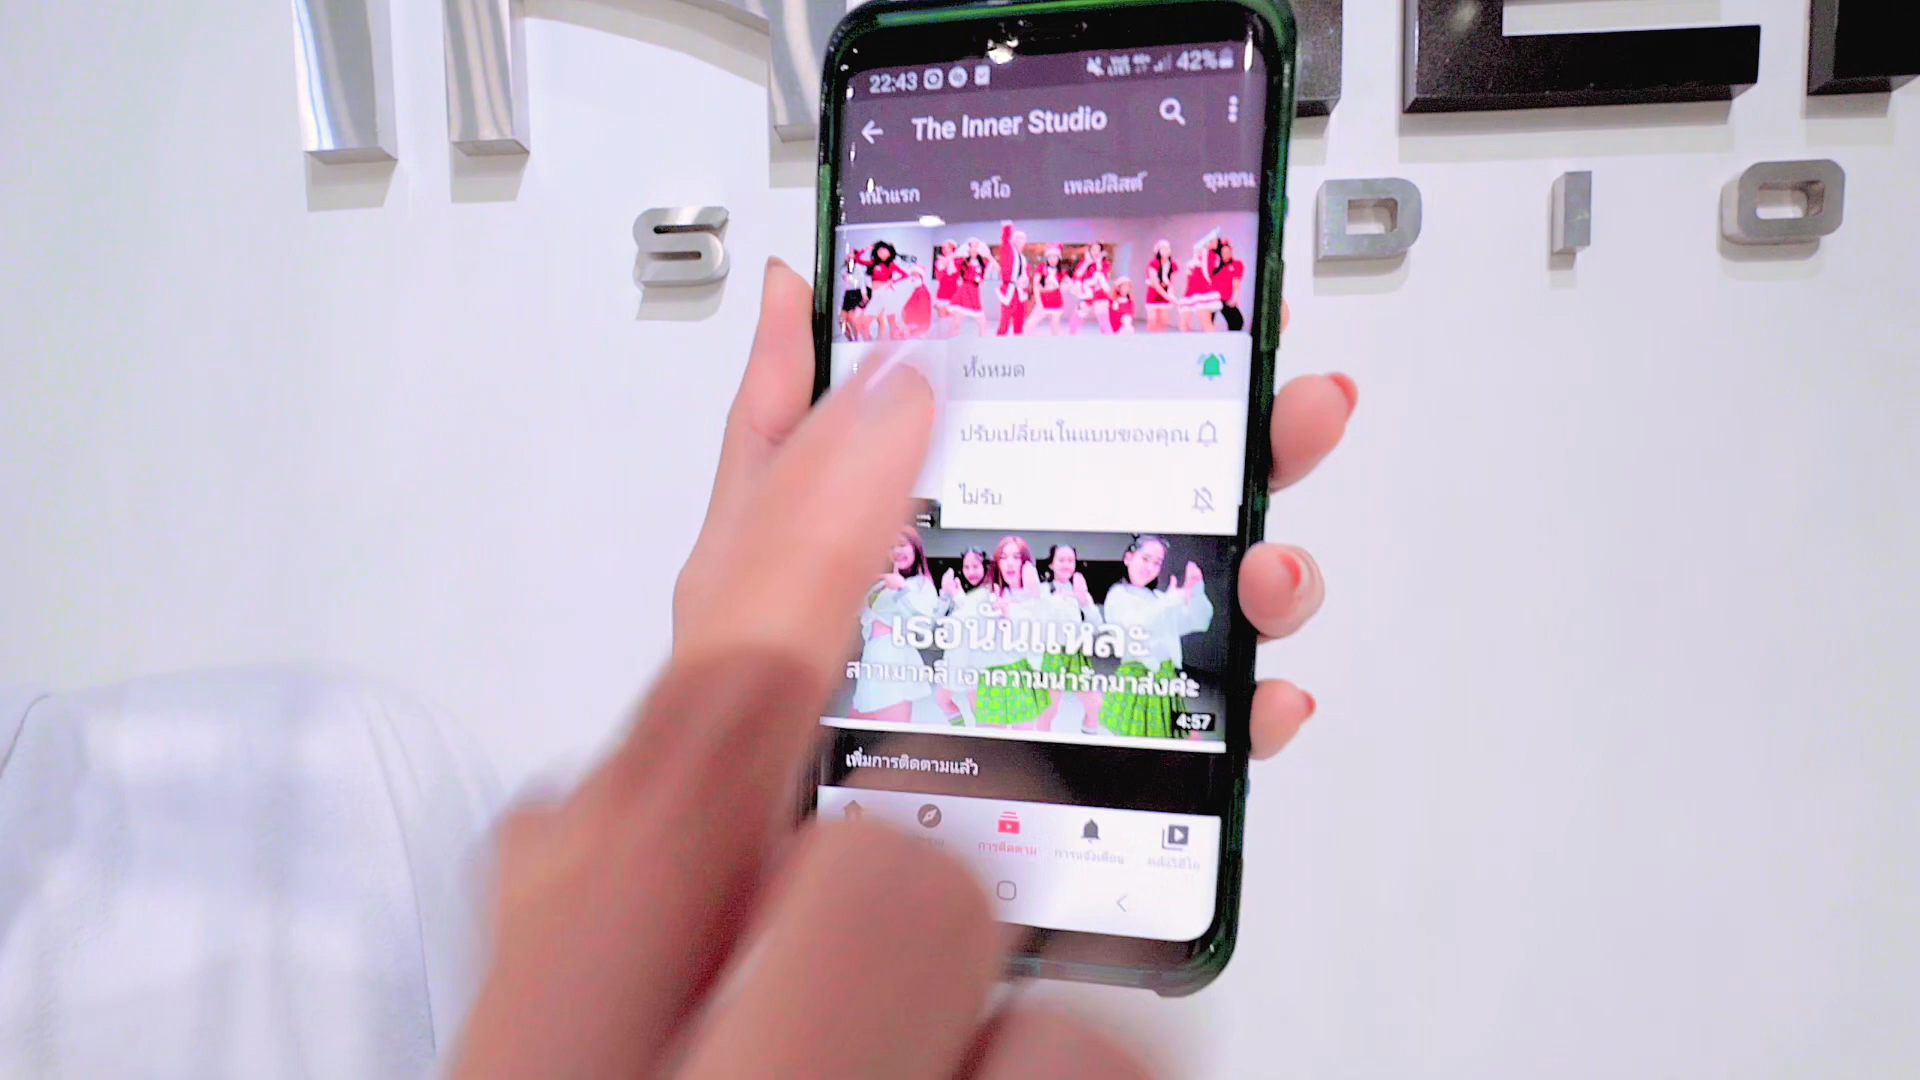 22:43
42%
The Inner Studio
หน้าแรก วิดีโอ เพลย์ลิสต์ ชุมชน
ทั้งหมด
ปรับเปลี่ยนในแบบของคุณ
ไม่รับ
เธอนั่นแหละ
สาวเมาคลี เอาความน่ารักมาส่งค่ะ
4:57
เพิ่มการติดตามแล้ว
การติดตาม การแจ้งเตือน คลังวิดีโอ
S D I O